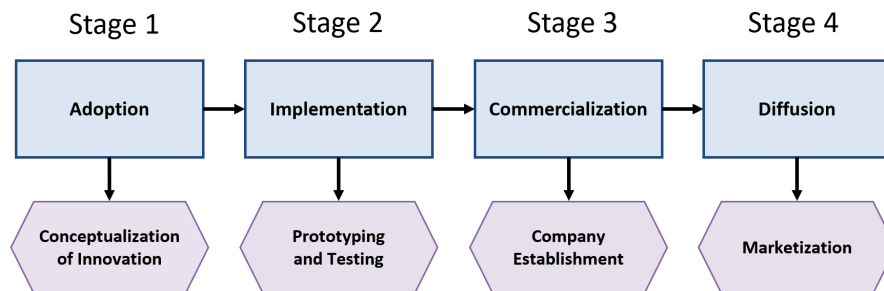 Stage 1
Stage 2
Stage 3
Stage 4
Adoption
Implementation
Commercialization
Diffusion
Conceptualization
of Innovation
Prototyping
and Testing
Company
Establishment
Marketization